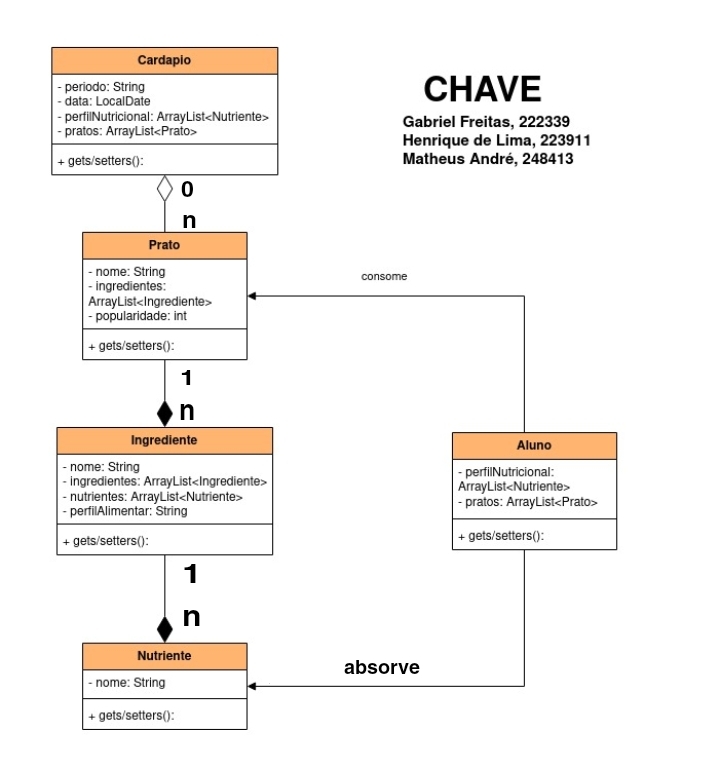 Cardapio
- periodo: String
- data: LocalDate
- perfilNutricional: ArrayList<Nutriente>
- pratos: ArrayList<Prato>
+ gets/setters():
CHAVE
Gabriel Freitas, 222339
Henrique de Lima, 223911
Matheus André, 248413
0
n
Prato
- nome: String
- ingredientes:
ArrayList<Ingrediente>
- popularidade: int
+ gets/setters():
consome
1
n
Ingrediente
- nome: String
- ingredientes: ArrayList<Ingrediente>
- nutrientes: ArrayList<Nutriente>
- perfilAlimentar: String
+ gets/setters():
Aluno
- perfilNutricional:
ArrayList<Nutriente>
- pratos: ArrayList<Prato>
+ gets/setters():
1
n
Nutriente
- nome: String
+ gets/setters():
absorve